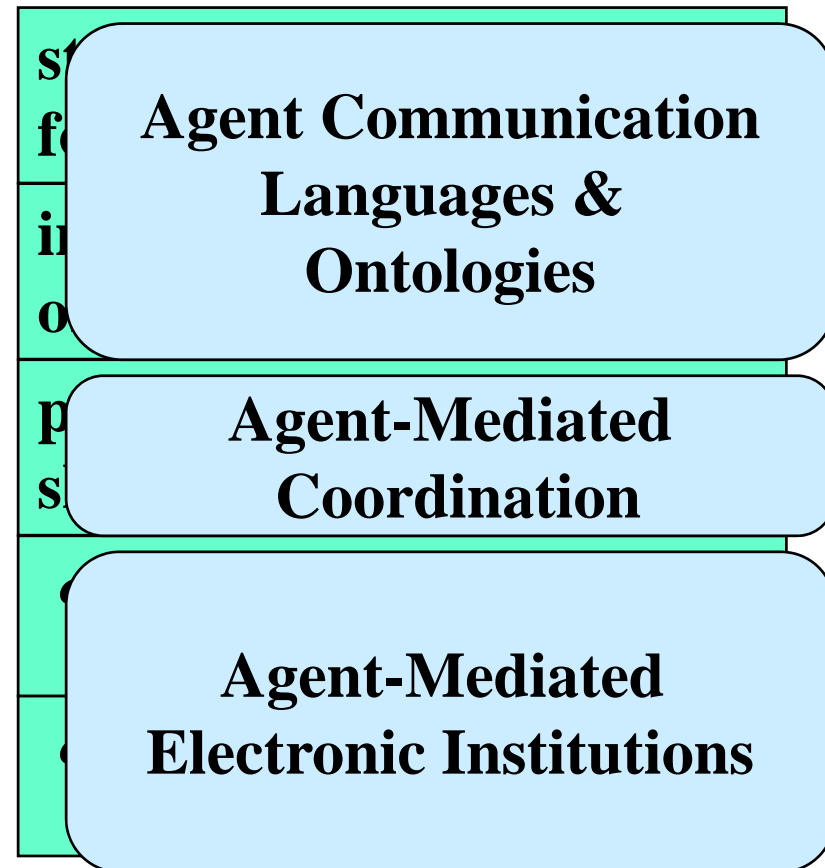 Agent Communication
Languages &
Ontologies
Agent-Mediated
Coordination
Agent-Mediated
Electronic Institutions